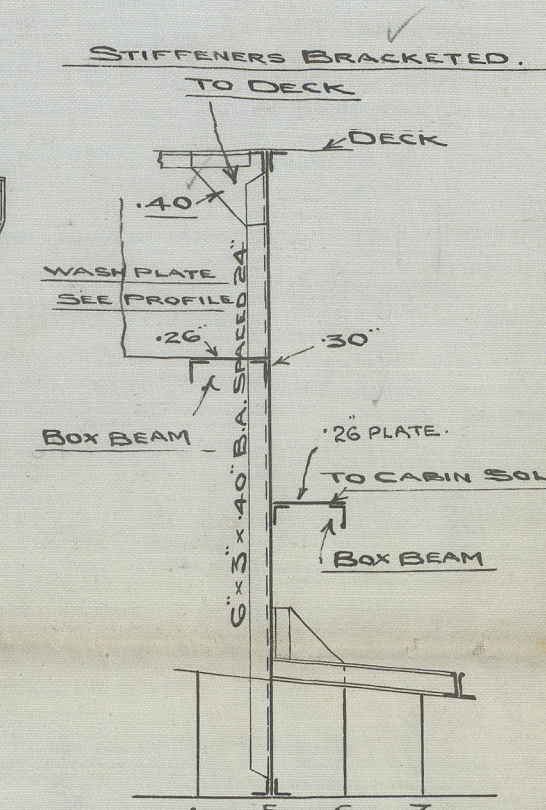 STIFFENERS BRACKETED.
TO DECK
DECK
.40
WASH PLATE
SEE PROFILE
.26"
.30"
BOX BEAM
6" x 3" x .40" B.A. SPACED 24"
.26" PLATE.
TO CABIN SOL
BOX BEAM